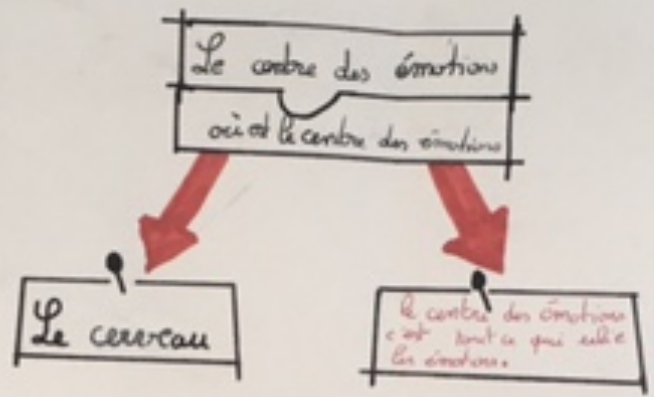 Le centre des émotions
où est le centre des émotions
Le cerveau
le centre des émotions
c'est tout ce qui relie
les émotions.